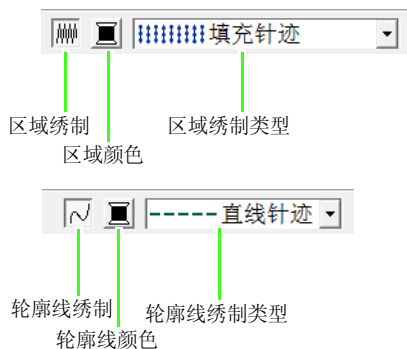 填充针迹
区域绣制
区域绣制类型
区域颜色
直线针迹
轮廓线绣制
轮廓线绣制类型
轮廓线颜色